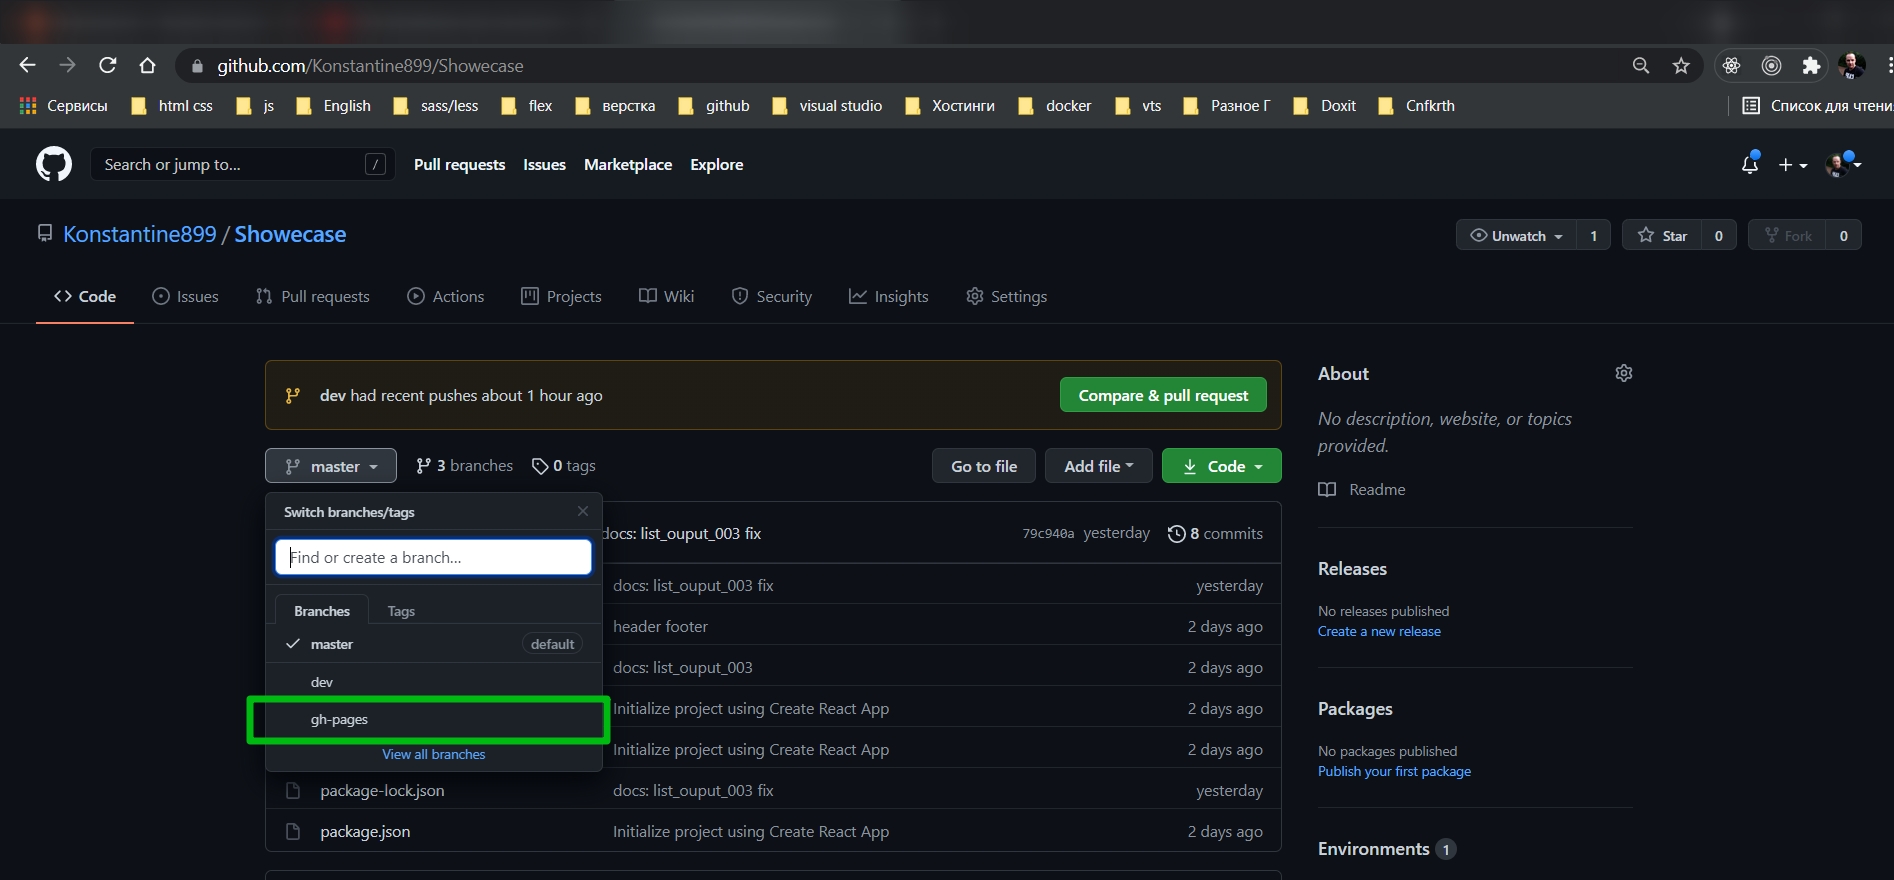 github.com/Konstantine899/Showecase
Сервисы html css js English sass/less flex верстка github visual studio Хостинги docker vts Разное Г Doxit Cnfkrth Список для чтени
Search or jump to... / Pull requests Issues Marketplace Explore
Konstantine899 / Showecase Unwatch 1 Star 0 Fork 0
Code Issues Pull requests Actions Projects Wiki Security Insights Settings
dev had recent pushes about 1 hour ago Compare & pull request
master 3 branches 0 tags Go to file Add file Code
Switch branches/tags
Find or create a branch...
Branches Tags
master default
dev
gh-pages
View all branches
docs: list_ouput_003 fix 79c940a yesterday 8 commits
docs: list_ouput_003 fix yesterday
header footer 2 days ago
docs: list_ouput_003 2 days ago
Initialize project using Create React App 2 days ago
Initialize project using Create React App 2 days ago
package-lock.json docs: list_ouput_003 fix yesterday
package.json Initialize project using Create React App 2 days ago
About
No description, website, or topics
provided.
Readme
Releases
No releases published
Create a new release
Packages
No packages published
Publish your first package
Environments 1